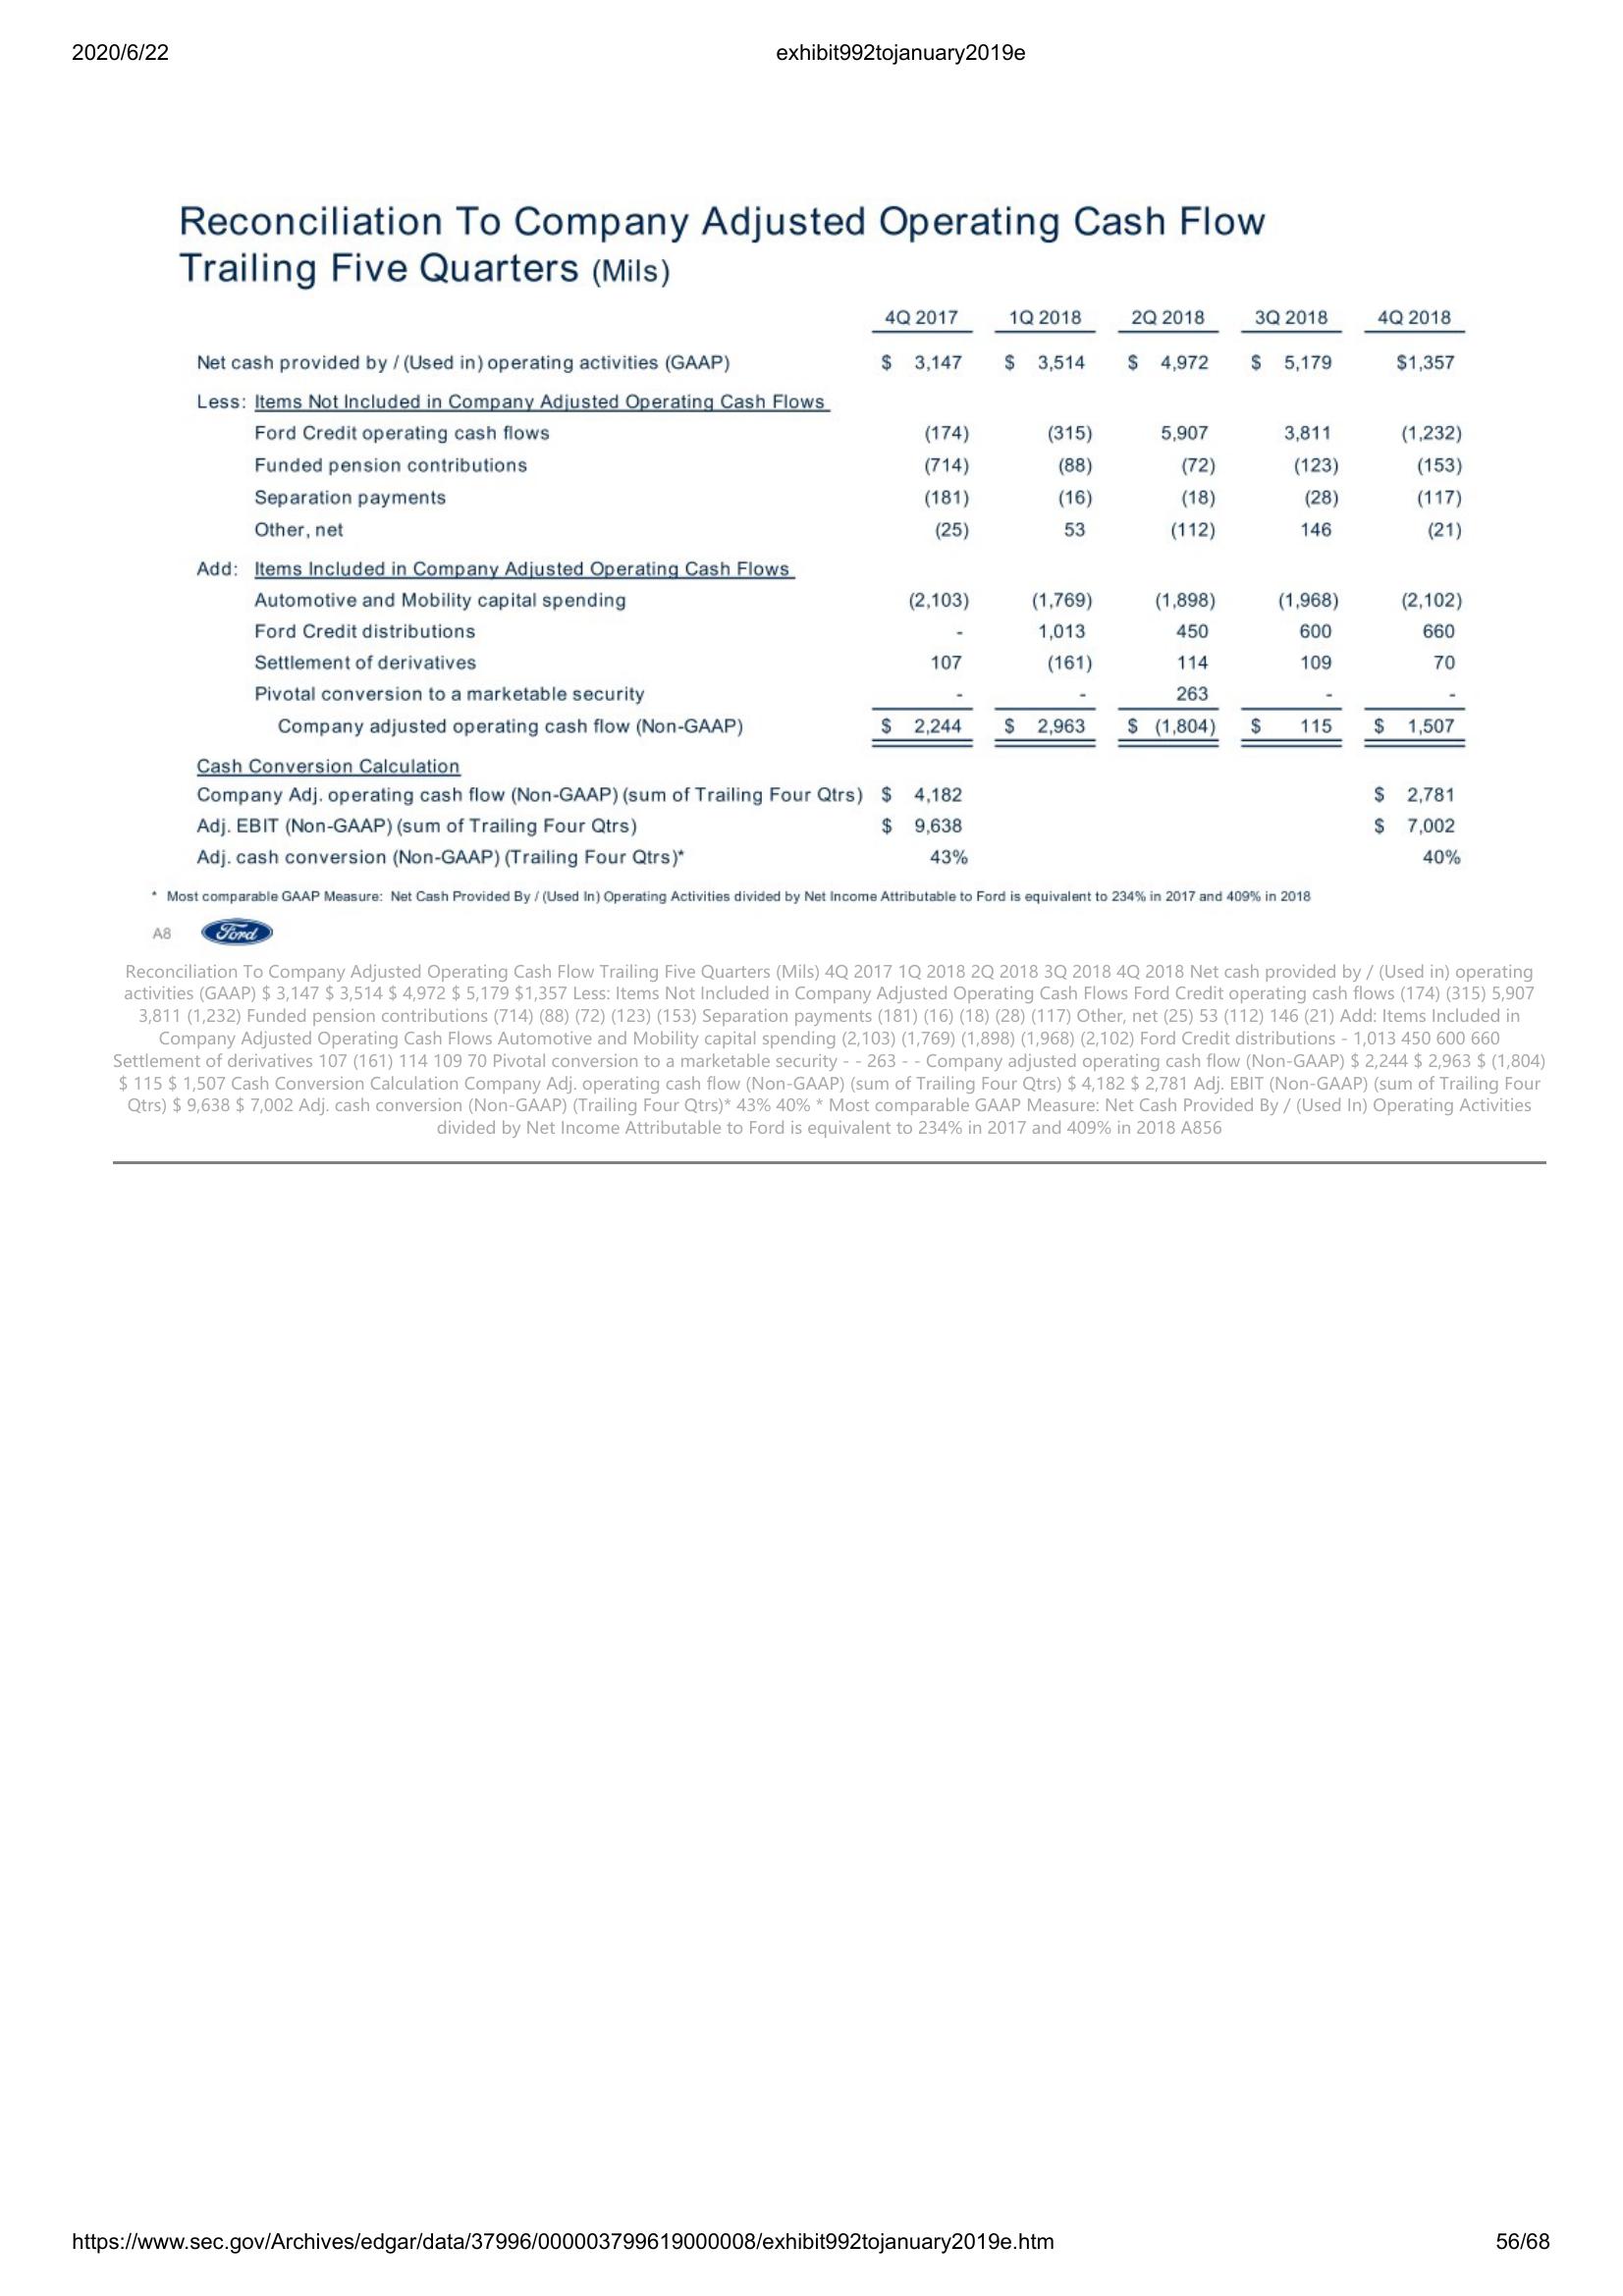 2020/6/22 exhibit992tojanuary2019e
Reconciliation To Company Adjusted Operating Cash Flow
Trailing Five Quarters (Mils)
4Q 2017 1Q 2018 2Q 2018 3Q 2018 4Q 2018
Net cash provided by / (Used in) operating activities (GAAP) $ 3,147 $ 3,514 $ 4,972 $ 5,179 $1,357
Less: Items Not Included in Company Adjusted Operating Cash Flows
Ford Credit operating cash flows (174) (315) 5,907 3,811 (1,232)
Funded pension contributions (714) (88) (72) (123) (153)
Separation payments (181) (16) (18) (28) (117)
Other, net (25) 53 (112) 146 (21)
Add: Items Included in Company Adjusted Operating Cash Flows
Automotive and Mobility capital spending (2,103) (1,769) (1,898) (1,968) (2,102)
Ford Credit distributions - 1,013 450 600 660
Settlement of derivatives 107 (161) 114 109 70
Pivotal conversion to a marketable security - - 263 - -
Company adjusted operating cash flow (Non-GAAP) $ 2,244 $ 2,963 $ (1,804) $ 115 $ 1,507
Cash Conversion Calculation
Company Adj. operating cash flow (Non-GAAP) (sum of Trailing Four Qtrs) $ 4,182 $ 2,781
Adj. EBIT (Non-GAAP) (sum of Trailing Four Qtrs) $ 9,638 $ 7,002
Adj. cash conversion (Non-GAAP) (Trailing Four Qtrs)* 43% 40%
* Most comparable GAAP Measure: Net Cash Provided By / (Used In) Operating Activities divided by Net Income Attributable to Ford is equivalent to 234% in 2017 and 409% in 2018
A8 Ford
Reconciliation To Company Adjusted Operating Cash Flow Trailing Five Quarters (Mils) 4Q 2017 1Q 2018 2Q 2018 3Q 2018 4Q 2018 Net cash provided by / (Used in) operating
activities (GAAP) $ 3,147 $ 3,514 $ 4,972 $ 5,179 $1,357 Less: Items Not Included in Company Adjusted Operating Cash Flows Ford Credit operating cash flows (174) (315) 5,907
3,811 (1,232) Funded pension contributions (714) (88) (72) (123) (153) Separation payments (181) (16) (18) (28) (117) Other, net (25) 53 (112) 146 (21) Add: Items Included in
Company Adjusted Operating Cash Flows Automotive and Mobility capital spending (2,103) (1,769) (1,898) (1,968) (2,102) Ford Credit distributions - 1,013 450 600 660
Settlement of derivatives 107 (161) 114 109 70 Pivotal conversion to a marketable security - - 263 - - Company adjusted operating cash flow (Non-GAAP) $ 2,244 $ 2,963 $ (1,804)
$ 115 $ 1,507 Cash Conversion Calculation Company Adj. operating cash flow (Non-GAAP) (sum of Trailing Four Qtrs) $ 4,182 $ 2,781 Adj. EBIT (Non-GAAP) (sum of Trailing Four
Qtrs) $ 9,638 $ 7,002 Adj. cash conversion (Non-GAAP) (Trailing Four Qtrs)* 43% 40% * Most comparable GAAP Measure: Net Cash Provided By / (Used In) Operating Activities
divided by Net Income Attributable to Ford is equivalent to 234% in 2017 and 409% in 2018 A856
https://www.sec.gov/Archives/edgar/data/37996/000003799619000008/exhibit992tojanuary2019e.htm 56/68